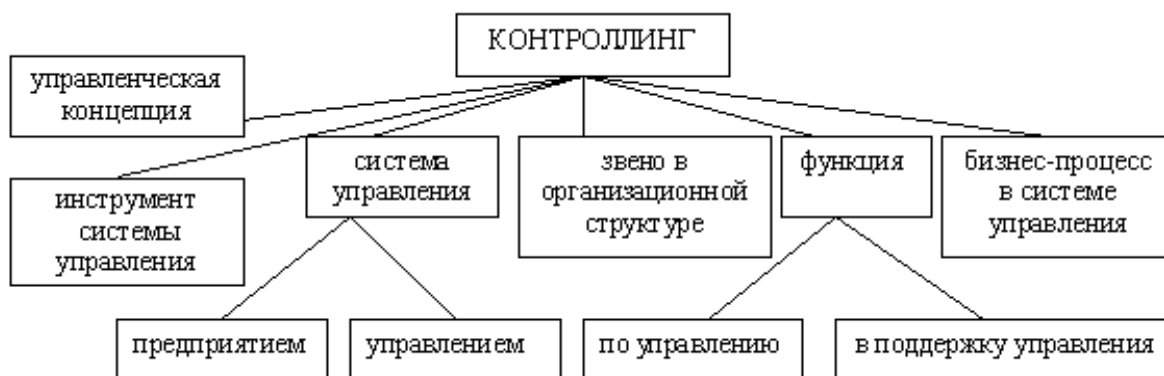 КОНТРОЛЛИНГ
управленческая
концепция
инструмент
системы
управления
система
управления
звено в
организационной
структуре
функция
бизнес-процесс
в системе
управления
предприятием
управлением
по управлению
в поддержку управления